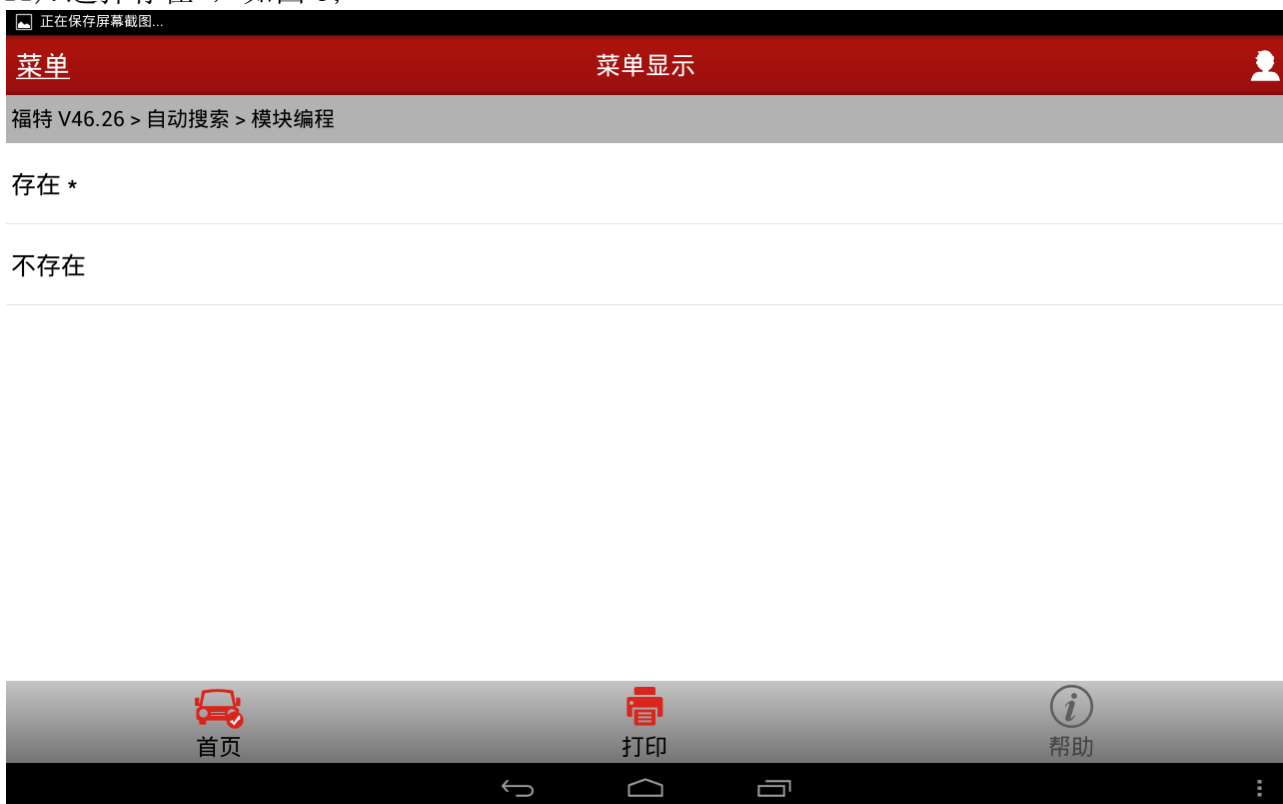 正在保存屏幕截图...
菜单
菜单显示
福特 V46.26 > 自动搜索 > 模块编程
存在 *
不存在
首页
打印
帮助